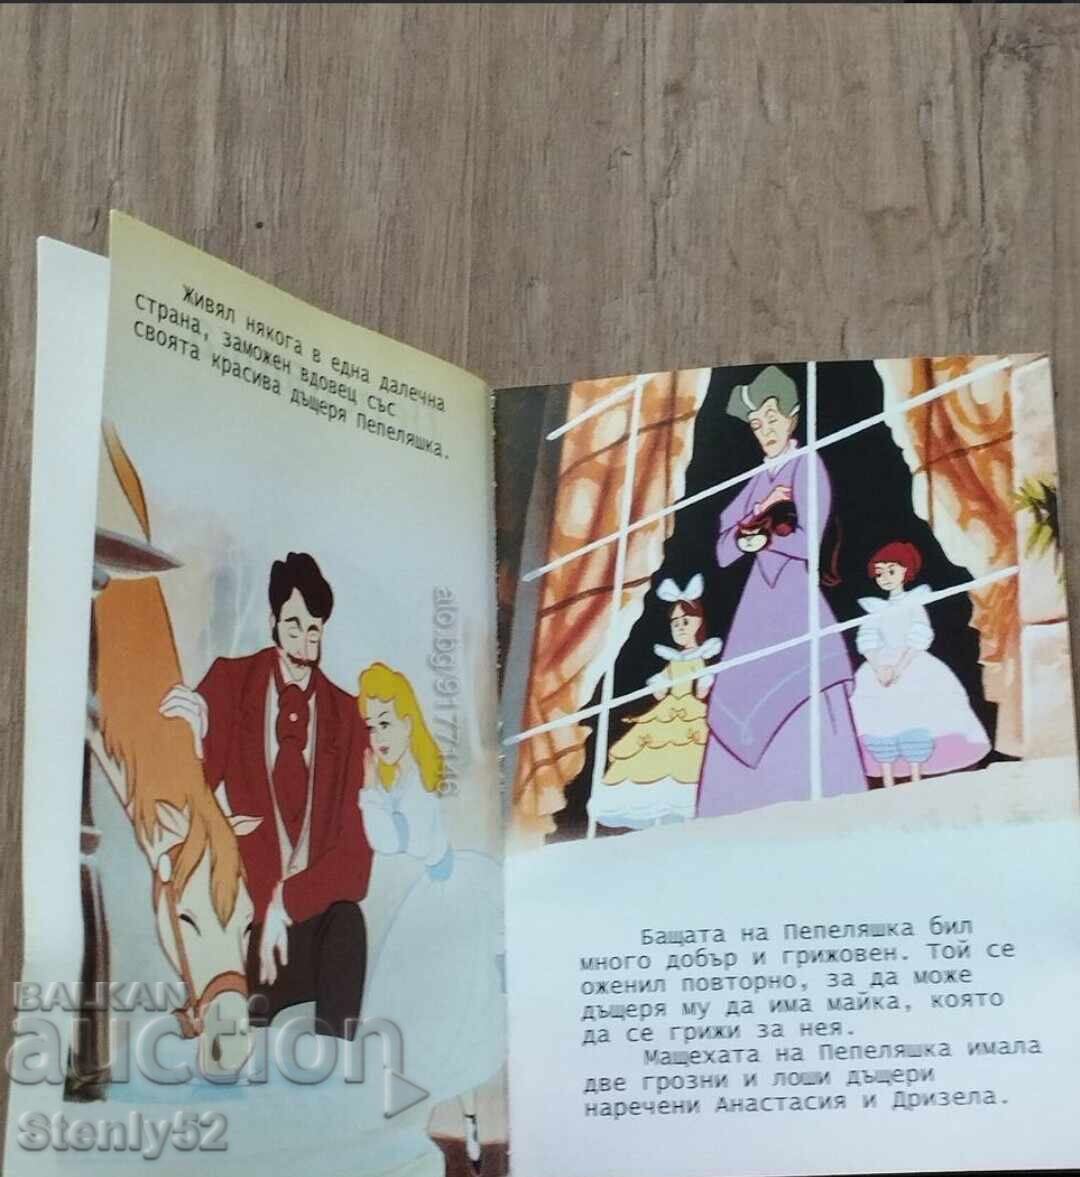 Живял някога в една далечна
страна, заможен вдовец със
своята красива дъщеря Пепеляшка.
Бащата на Пепеляшка бил
много добър и грижовен. Той се
оженил повторно, за да може
дъщеря му да има майка, която
да се грижи за нея.
Мащехата на Пепеляшка имала
две грозни и лоши дъщери
наречени Анастасия и Дризела.
alo.bg9177146
BALKAN
auction
Stenly52